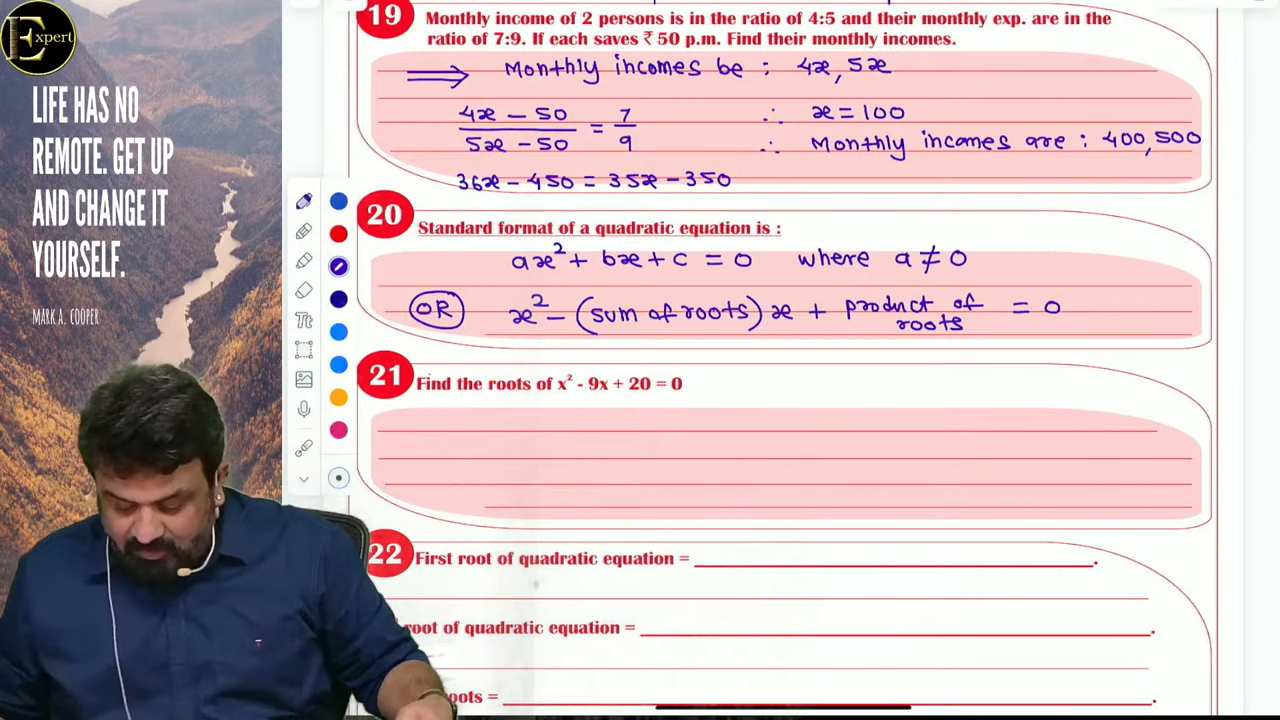 Expert
LIFE HAS NO
REMOTE. GET UP
AND CHANGE IT
YOURSELF.
MARK A. COOPER
19 Monthly income of 2 persons is in the ratio of 4:5 and their monthly exp. are in the
ratio of 7:9. If each saves ₹ 50 p.m. Find their monthly incomes.
⟹ Monthly incomes be : 4x, 5x
4x − 50 / 5x − 50 = 7 / 9 ∴ x = 100
∴ Monthly incomes are : 400,500
36x − 450 = 35x − 350
20 Standard format of a quadratic equation is :
ax² + bx + c = 0 where a ≠ 0
OR x² − (sum of roots) x + product of roots = 0
21 Find the roots of x² - 9x + 20 = 0
22 First root of quadratic equation = .
root of quadratic equation = .
oots = .
Tt